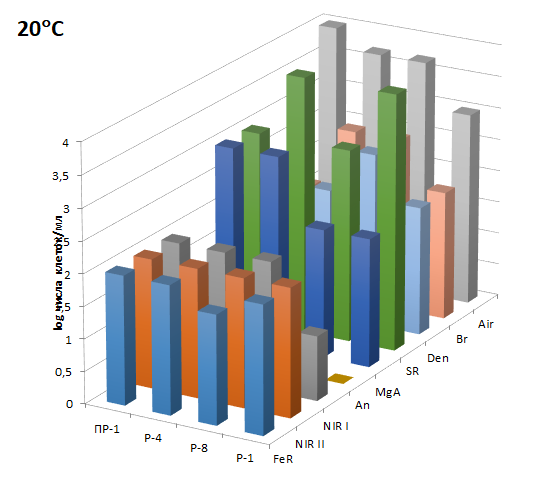 20°C
log числа клеток/мл
4
3,5
3
2,5
2
1,5
1
0,5
0
ПР-1
Р-4
Р-8
Р-1
FeR
NIR II
NIR I
An
MgA
SR
Den
Br
Air